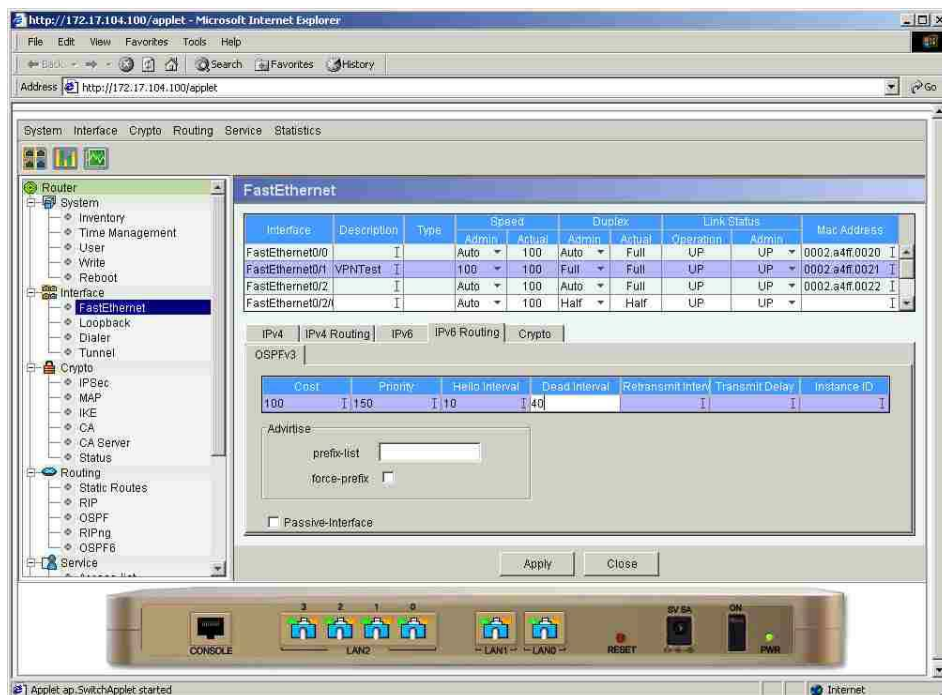 http://172.17.104.100/applet - Microsoft Internet Explorer
File Edit View Favorites Tools Help
Back Search Favorites History
Address http://172.17.104.100/applet Go
System Interface Crypto Routing Service Statistics
Router
System
Inventory
Time Management
User
Write
Reboot
Interface
FastEthernet
Loopback
Dialer
Tunnel
Crypto
IPSec
MAP
IKE
CA
CA Server
Status
Routing
Static Routes
RIP
OSPF
RIPng
OSPF6
Service
FastEthernet
Interface Description Type Speed Duplex Link Status Mac Address
Admin Actual Admin Actual Operation Admin
FastEthernet0/0 Auto 100 Auto Full UP UP 0002.a4ff.0020
FastEthernet0/1 VPNTest 100 100 Full Full UP UP 0002.a4ff.0021
FastEthernet0/2 Auto 100 Auto Full UP UP 0002.a4ff.0022
FastEthernet0/2/ Auto 100 Half Half UP UP
IPv4 IPv4 Routing IPv6 IPv6 Routing Crypto
OSPFv3
Cost Priority Hello Interval Dead Interval Retransmit Interv Transmit Delay Instance ID
100 150 10 40
Advirtise
prefix-list
force-prefix
Passive-Interface
Apply Close
3 2 1 0
CONSOLE LAN2 LAN1 LAN0 RESET 5V 5A ON PWR
Applet ap.SwitchApplet started Internet